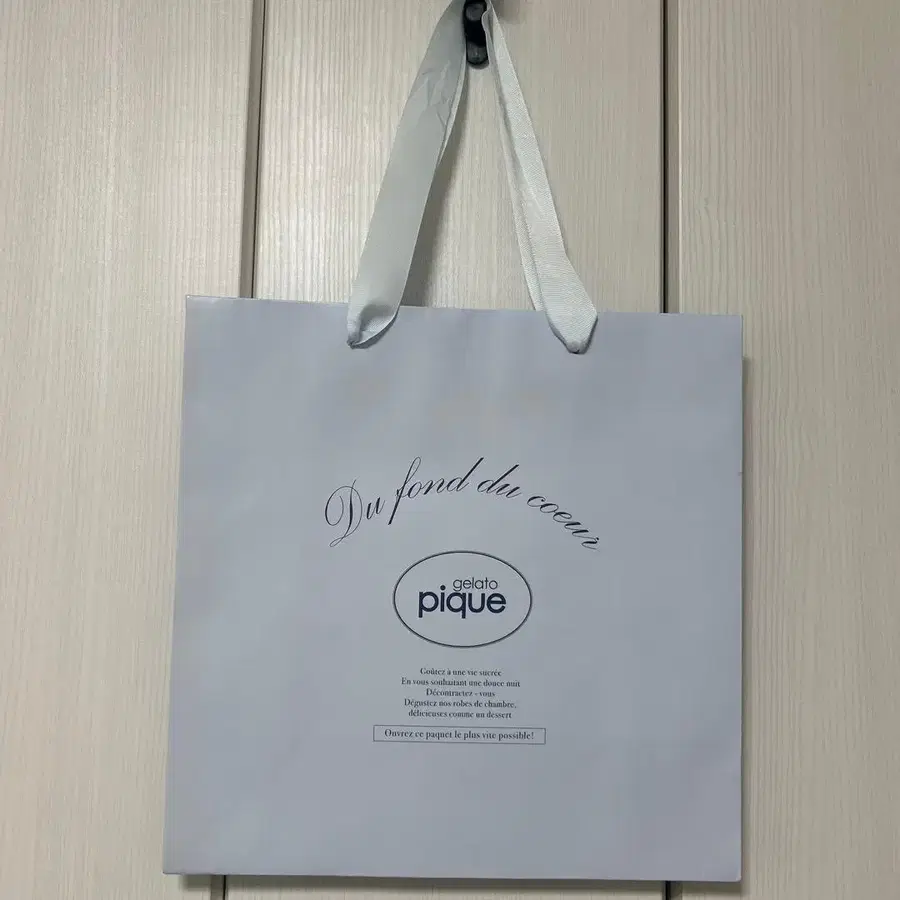 Du fond du coeur
gelato
pique
Goûtez à une vie sucrée
En vous souhaitant une douce nuit
Décontractez - vous
Dégustez nos robes de chambre,
délicieuses comme un dessert
Ouvrez ce paquet le plus vite possible!